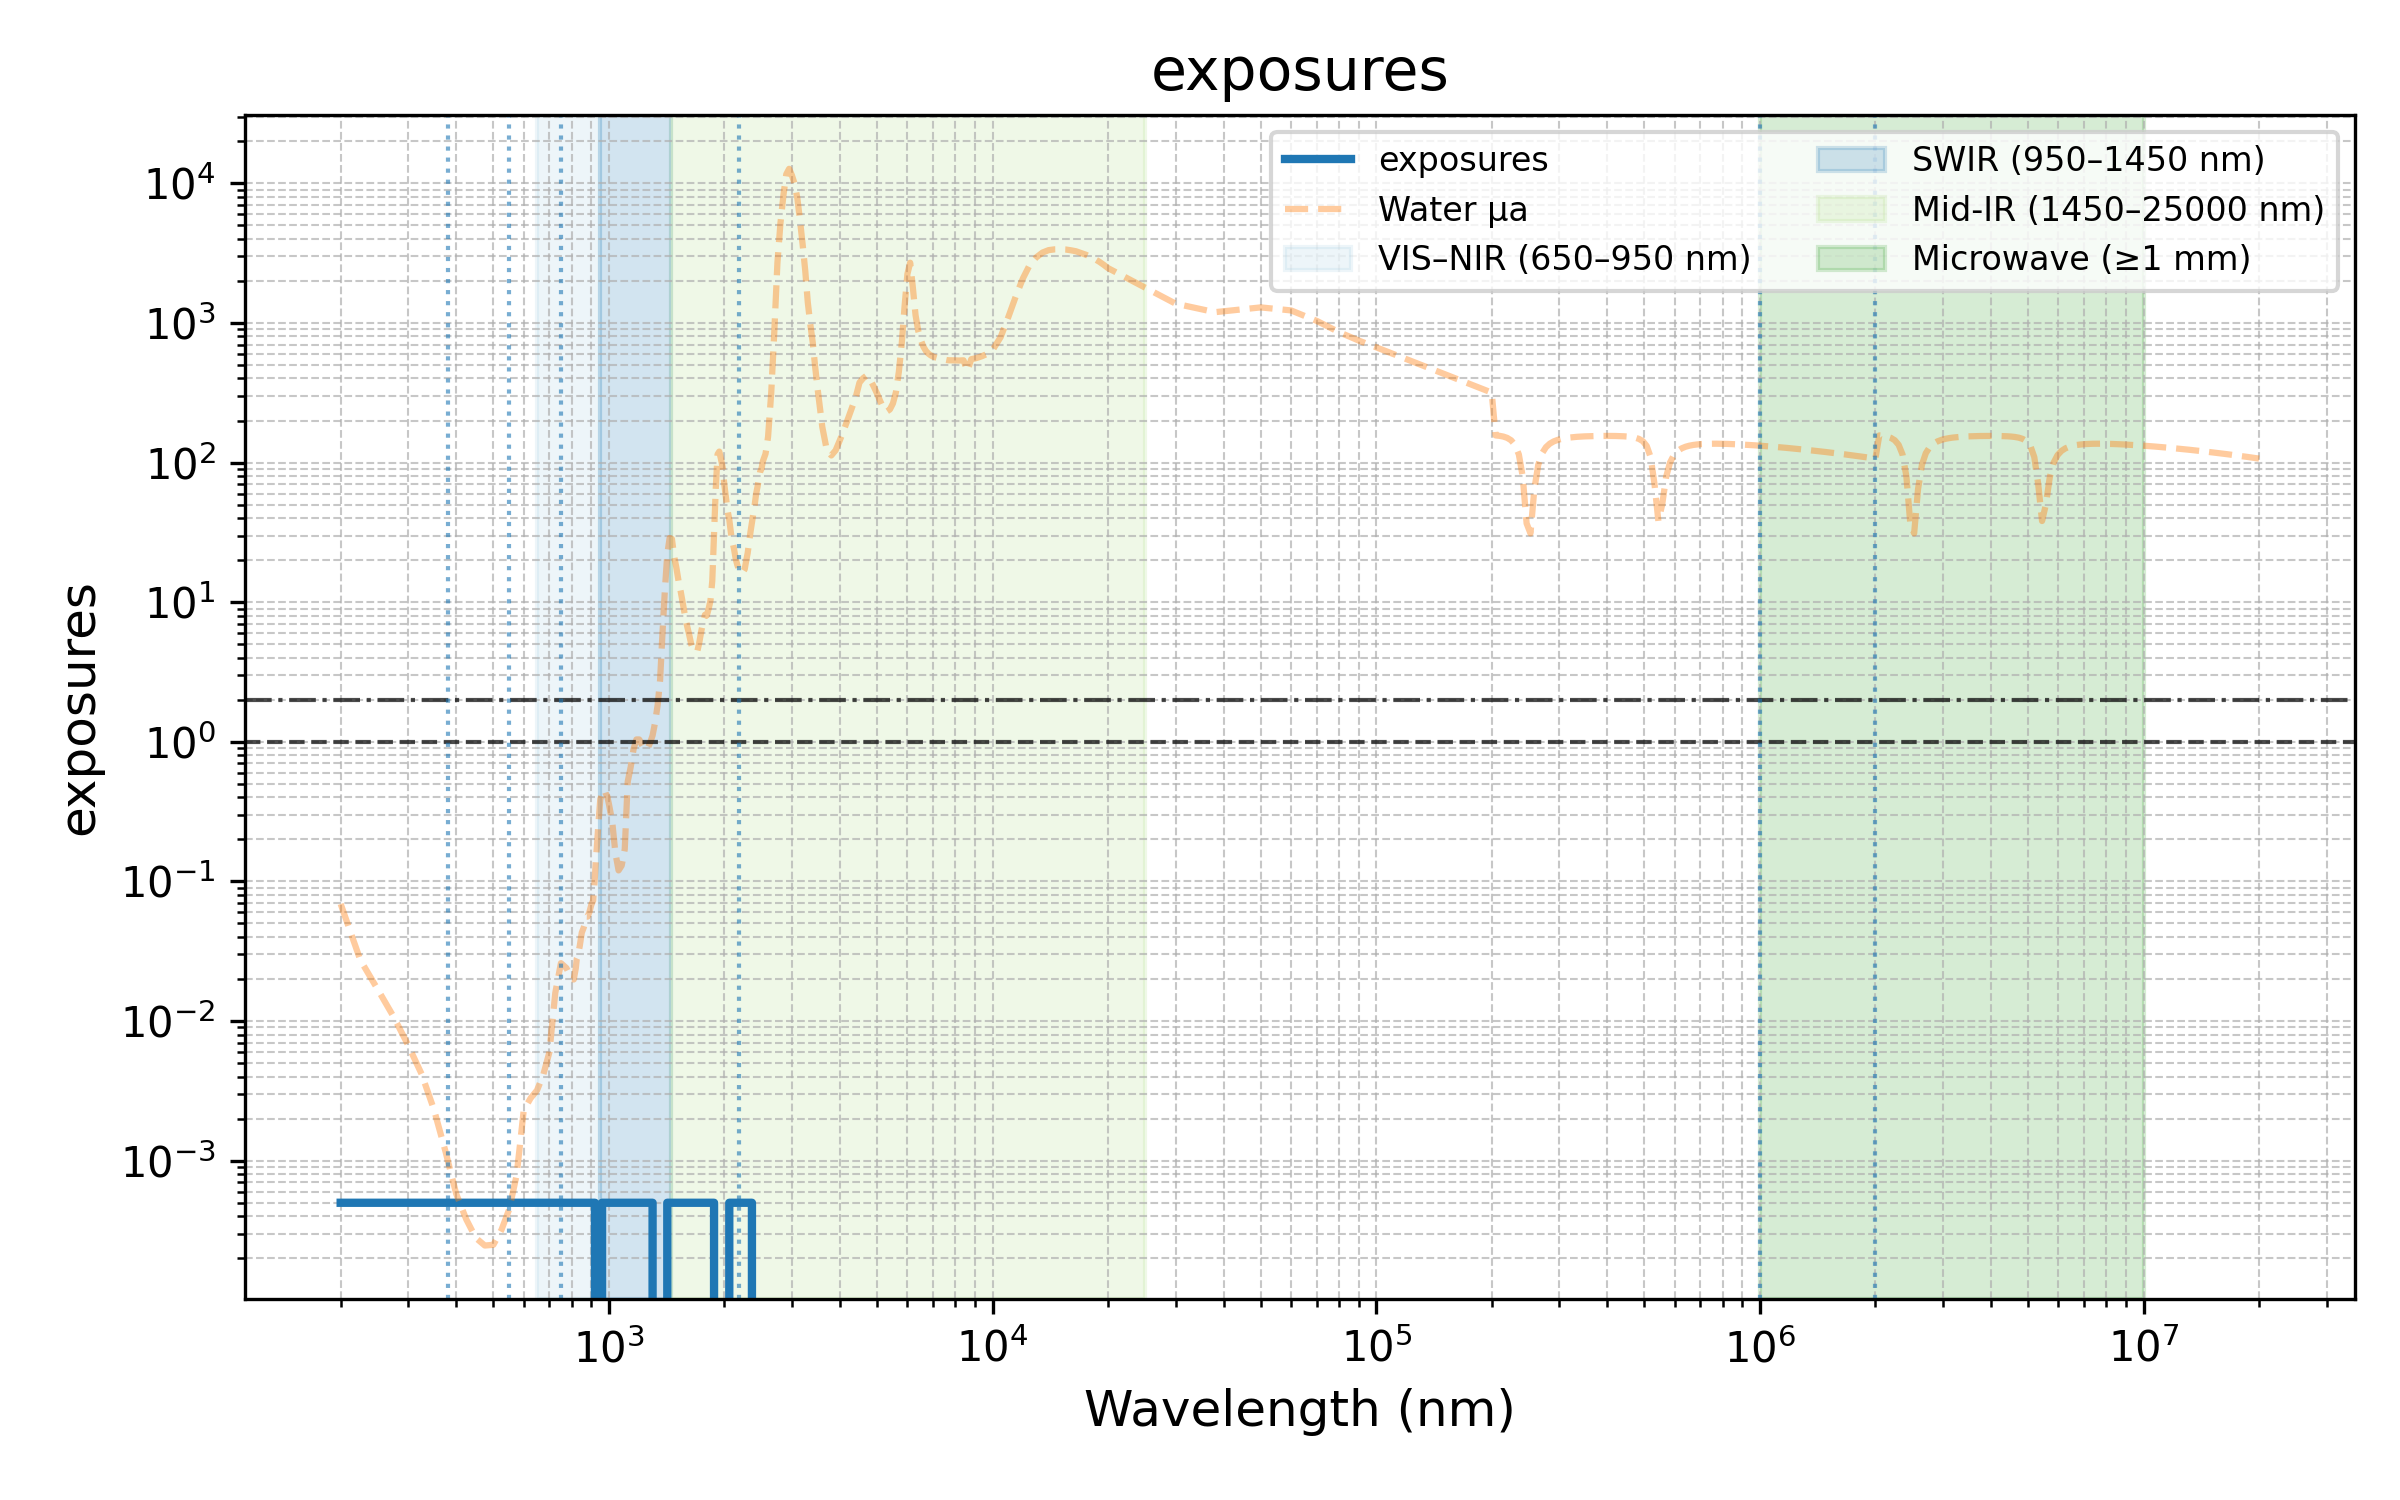 exposures
exposures
10⁴
10³
10²
10¹
10⁰
10⁻¹
10⁻²
10⁻³
exposures
Water μa
VIS–NIR (650–950 nm)
SWIR (950–1450 nm)
Mid-IR (1450–25000 nm)
Microwave (≥1 mm)
10³
10⁴
10⁵
10⁶
10⁷
Wavelength (nm)